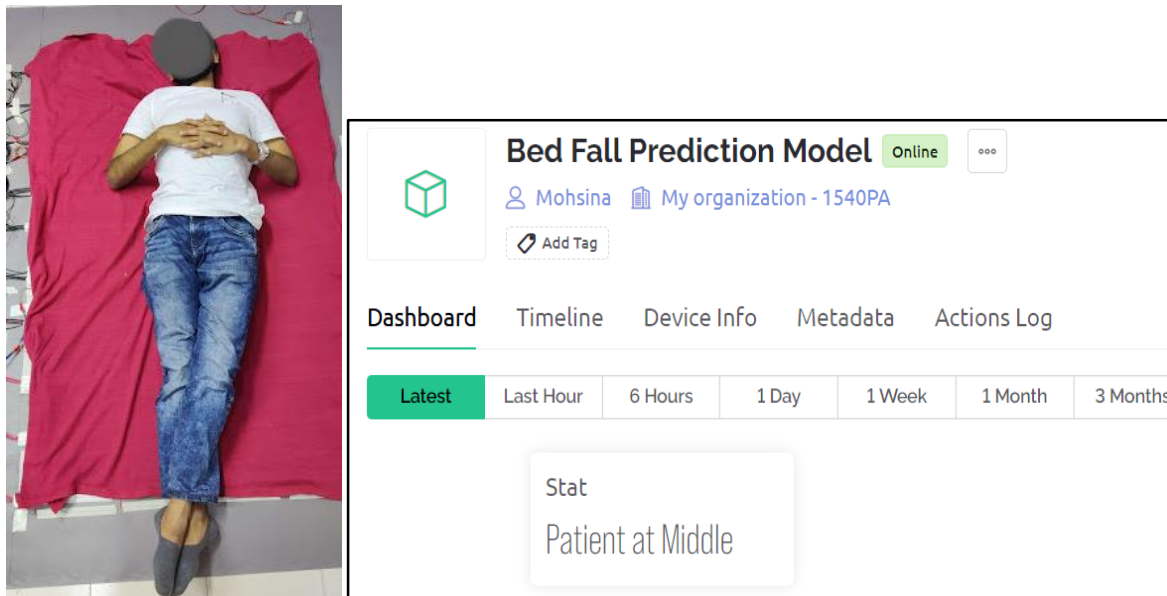 Bed Fall Prediction Model Online
Mohsina My organization - 1540PA
Add Tag
Dashboard Timeline Device Info Metadata Actions Log
Latest Last Hour 6 Hours 1 Day 1 Week 1 Month 3 Months
Stat
Patient at Middle